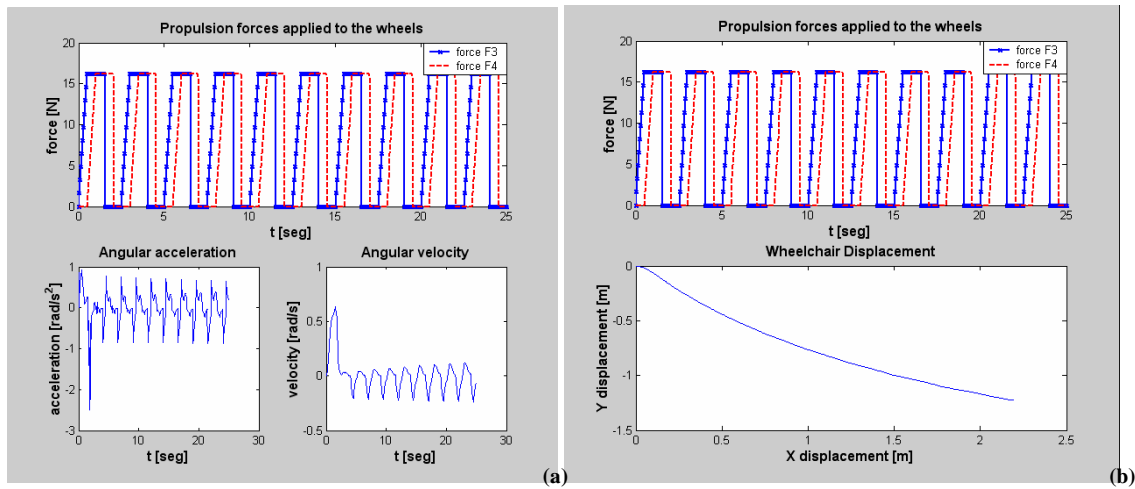 Propulsion forces applied to the wheels
force F3
force F4
20
15
10
5
0
force [N]
0 5 10 15 20 25
t [seg]
Angular acceleration
1
0
-1
-2
-3
acceleration [rad/s²]
0 10 20 30
t [seg]
Angular velocity
1
0.5
0
-0.5
velocity [rad/s]
0 10 20 30
t [seg]
(a)
Propulsion forces applied to the wheels
force F3
force F4
20
15
10
5
0
force [N]
0 5 10 15 20 25
t [seg]
Wheelchair Displacement
0
-0.5
-1
-1.5
Y displacement [m]
0 0.5 1 1.5 2 2.5
X displacement [m]
(b)